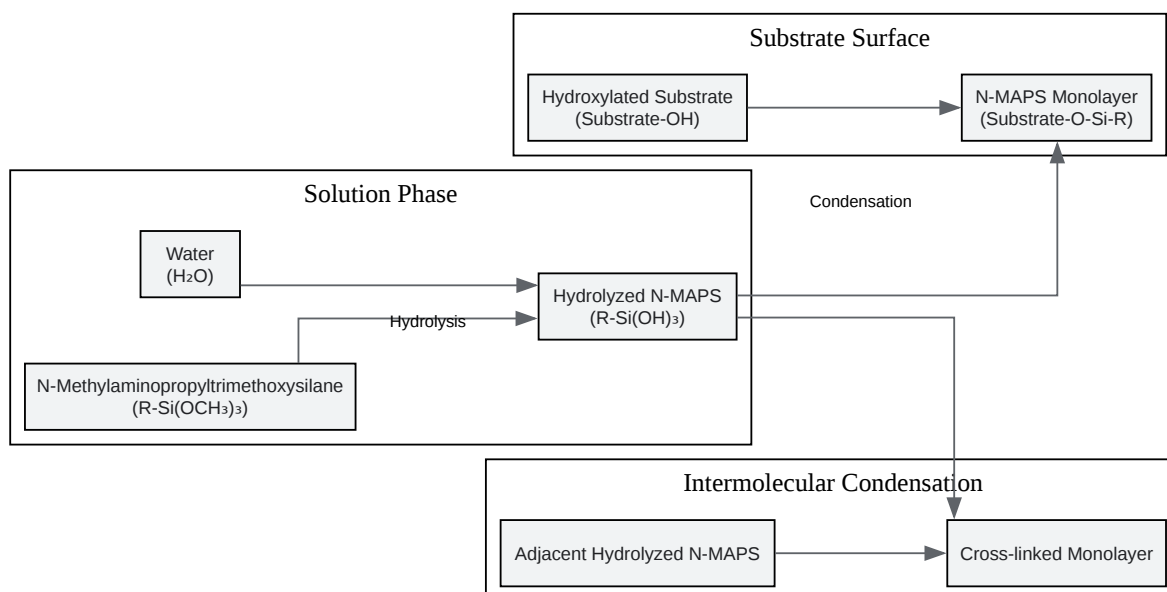 Substrate Surface
Hydroxylated Substrate
(Substrate-OH)
N-MAPS Monolayer
(Substrate-O-Si-R)
Solution Phase
Condensation
Water
(H₂O)
Hydrolyzed N-MAPS
(R-Si(OH)₃)
Hydrolysis
N-Methylaminopropyltrimethoxysilane
(R-Si(OCH₃)₃)
Intermolecular Condensation
Adjacent Hydrolyzed N-MAPS
Cross-linked Monolayer